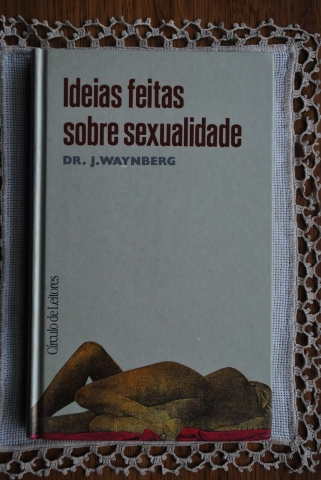 Ideias feitas
sobre sexualidade
DR. J.WAYNBERG
Círculo de Leitores